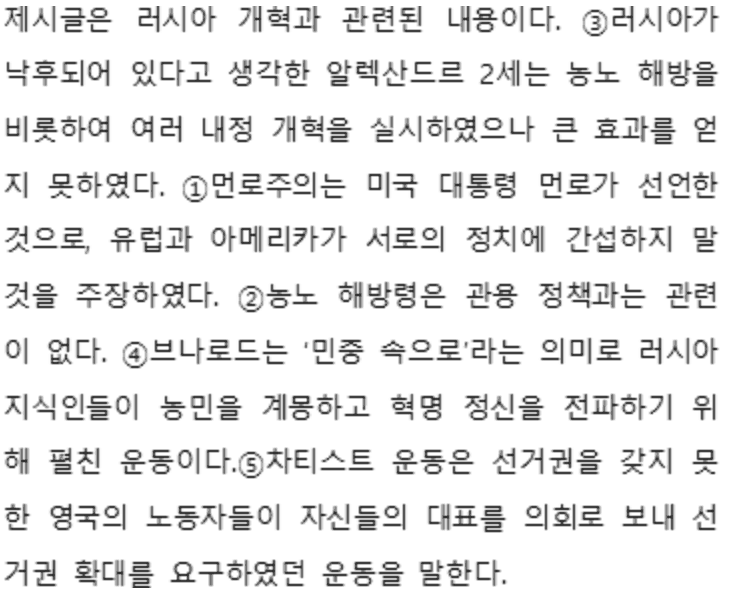 제시글은 러시아 개혁과 관련된 내용이다. ③러시아가
낙후되어 있다고 생각한 알렉산드르 2세는 농노 해방을
비롯하여 여러 내정 개혁을 실시하였으나 큰 효과를 얻
지 못하였다. ①먼로주의는 미국 대통령 먼로가 선언한
것으로, 유럽과 아메리카가 서로의 정치에 간섭하지 말
것을 주장하였다. ②농노 해방령은 관용 정책과는 관련
이 없다. ④브나로드는 '민중 속으로'라는 의미로 러시아
지식인들이 농민을 계몽하고 혁명 정신을 전파하기 위
해 펼친 운동이다.⑤차티스트 운동은 선거권을 갖지 못
한 영국의 노동자들이 자신들의 대표를 의회로 보내 선
거권 확대를 요구하였던 운동을 말한다.